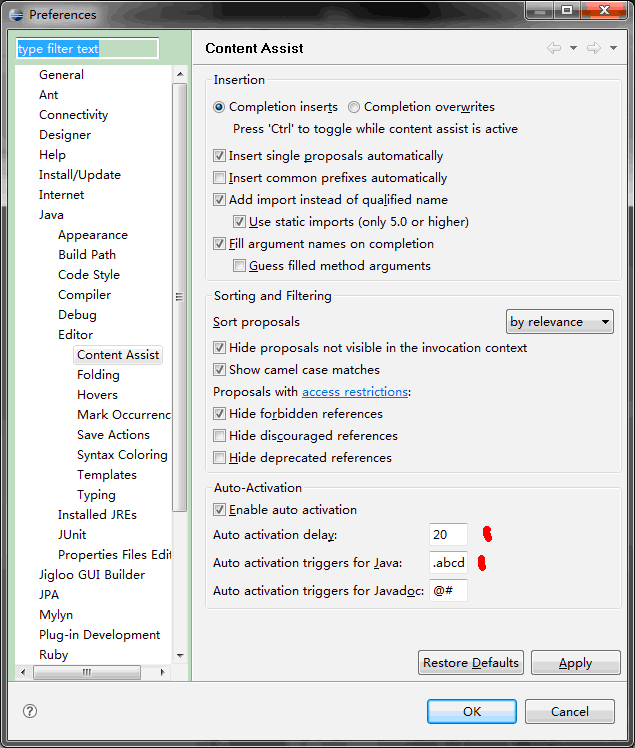 Preferences
type filter text
General
Ant
Connectivity
Designer
Help
Install/Update
Internet
Java
Appearance
Build Path
Code Style
Compiler
Debug
Editor
Content Assist
Folding
Hovers
Mark Occurrenc
Save Actions
Syntax Coloring
Templates
Typing
Installed JREs
JUnit
Properties Files Edit
Jigloo GUI Builder
JPA
Mylyn
Plug-in Development
Ruby
Content Assist
Insertion
Completion inserts Completion overwrites
Press 'Ctrl' to toggle while content assist is active
Insert single proposals automatically
Insert common prefixes automatically
Add import instead of qualified name
Use static imports (only 5.0 or higher)
Fill argument names on completion
Guess filled method arguments
Sorting and Filtering
Sort proposals by relevance
Hide proposals not visible in the invocation context
Show camel case matches
Proposals with access restrictions:
Hide forbidden references
Hide discouraged references
Hide deprecated references
Auto-Activation
Enable auto activation
Auto activation delay: 20
Auto activation triggers for Java: .abcd
Auto activation triggers for Javadoc: @#
Restore Defaults Apply
? OK Cancel